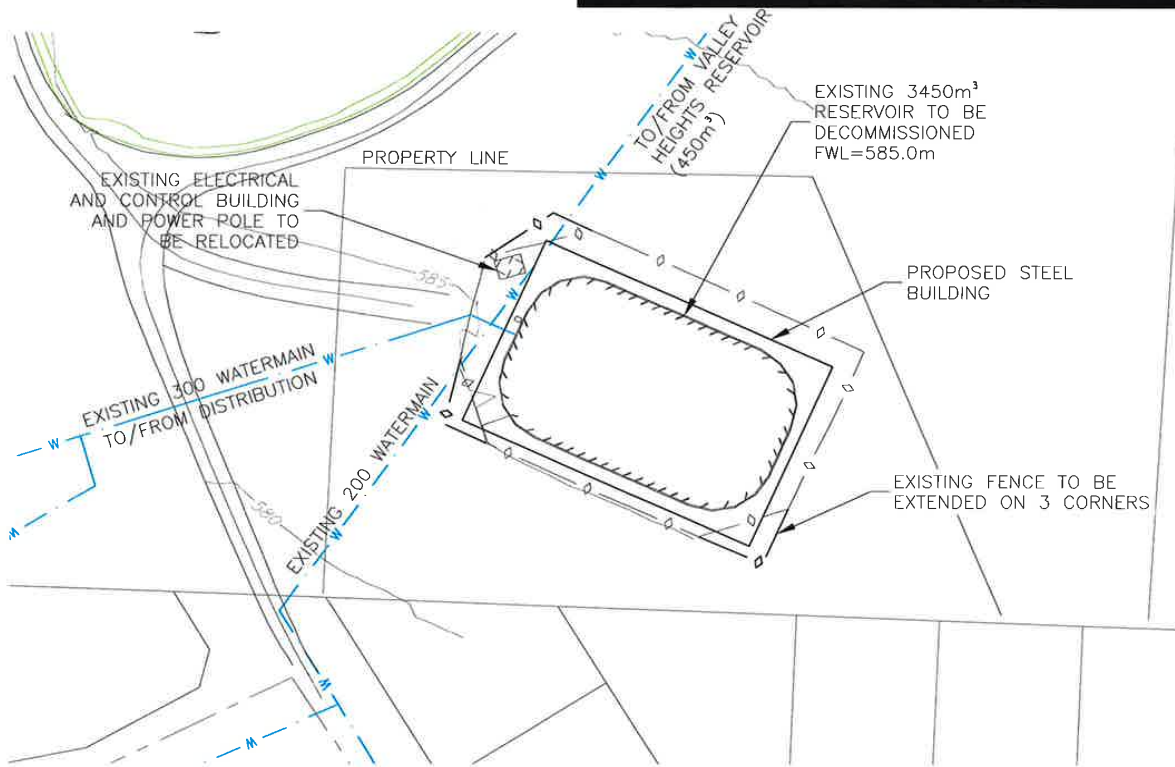 TO/FROM VALLEY
HEIGHTS RESERVOIR
(450m³)
EXISTING 3450m³
RESERVOIR TO BE
DECOMMISSIONED
FWL=585.0m
PROPERTY LINE
EXISTING ELECTRICAL
AND CONTROL BUILDING
AND POWER POLE TO
BE RELOCATED
585
PROPOSED STEEL
BUILDING
EXISTING 300 WATERMAIN
TO/FROM DISTRIBUTION
EXISTING 200 WATERMAIN
EXISTING FENCE TO BE
EXTENDED ON 3 CORNERS
580
W
W
W
W
W
W
W
W
W
W
W